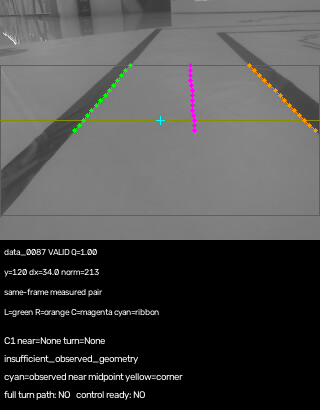 data_0087 VALID Q=1.00
y=120 dx=34.0 norm=213
same-frame measured pair
L=green R=orange C=magenta cyan=ribbon
C1 near=None turn=None
insufficient_observed_geometry
cyan=observed near midpoint yellow=corner
full turn path: NO control ready: NO